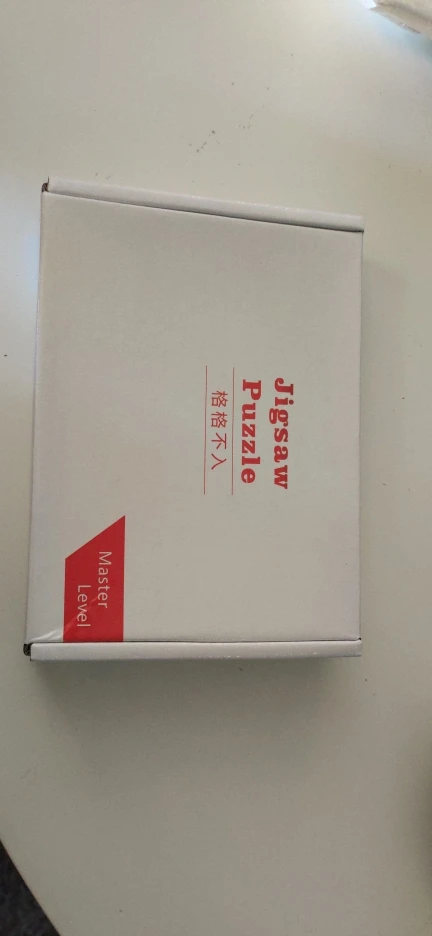 Jigsaw
Puzzle
格格不入
Master
Level